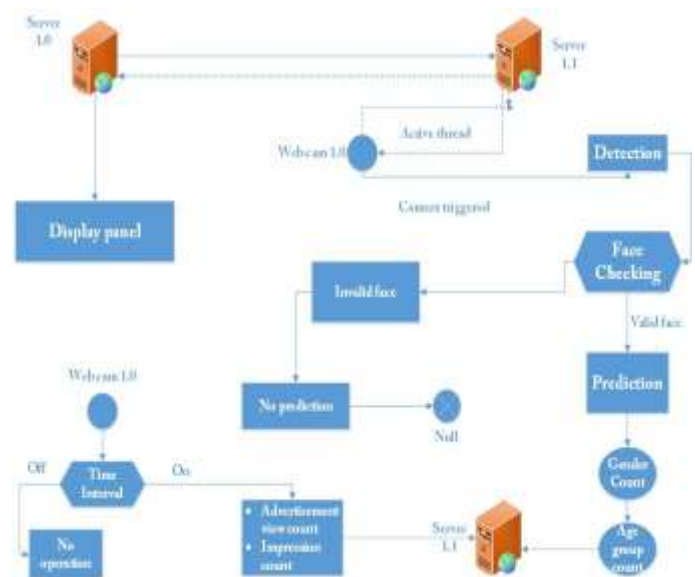 Server
1.0
Server
1.1
Active thread
Webcam 1.0
Detection
Camera triggered
Display panel
Face
Checking
Invalid face
Valid face
Webcam 1.0
Prediction
No prediction
Null
Off
On
Time
Interval
Gender
Count
• Advertisement
view count
• Impression
count
Server
1.1
No
operation
Age
group
count